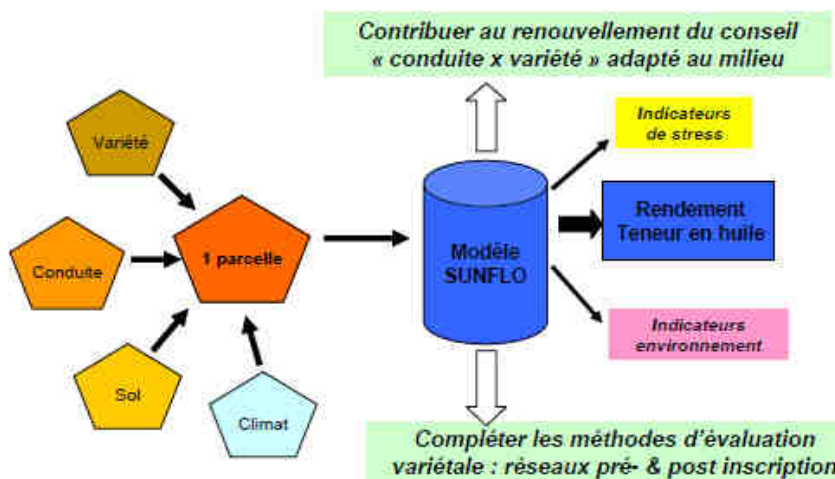 Contribuer au renouvellement du conseil
« conduite x variété » adapté au milieu
Variété
Conduite
Sol
Climat
1 parcelle
Modèle
SUNFLO
Indicateurs
de stress
Rendement
Teneur en huile
Indicateurs
environnement
Compléter les méthodes d'évaluation
variétale : réseaux pré- & post inscription